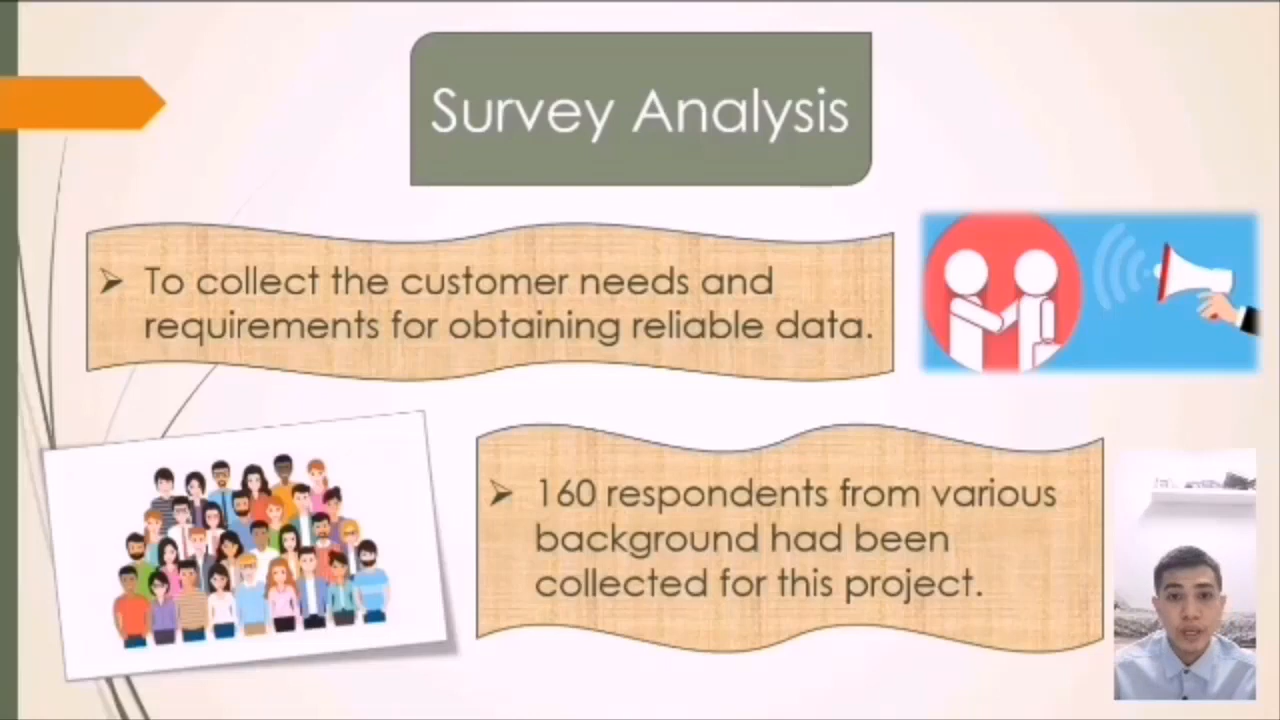 Survey Analysis
To collect the customer needs and
requirements for obtaining reliable data.
160 respondents from various
background had been
collected for this project.